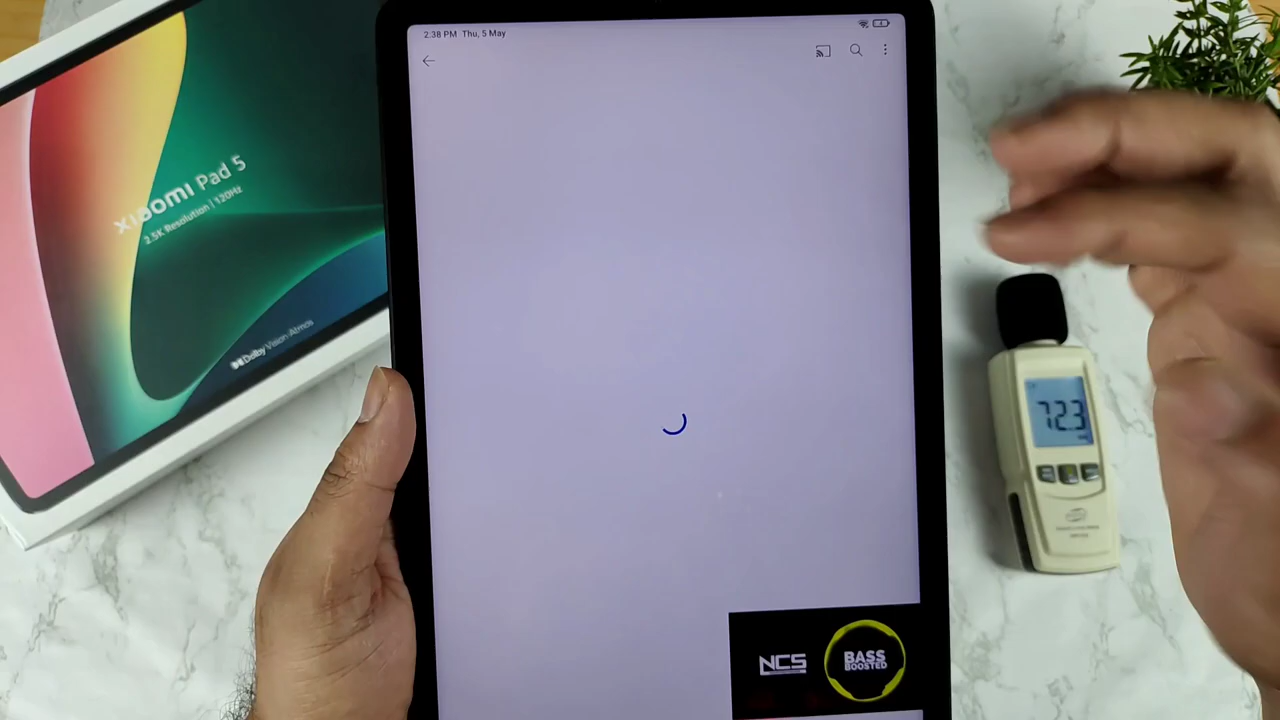 2:38 PM Thu, 5 May
xiaomi Pad 5
2.5K Resolution | 120Hz
Dolby Vision·Atmos
72.3
NCS
BASS
BOOSTED